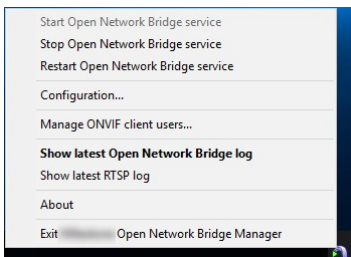 Start Open Network Bridge service
Stop Open Network Bridge service
Restart Open Network Bridge service
Configuration...
Manage ONVIF client users...
Show latest Open Network Bridge log
Show latest RTSP log
About
Exit Open Network Bridge Manager